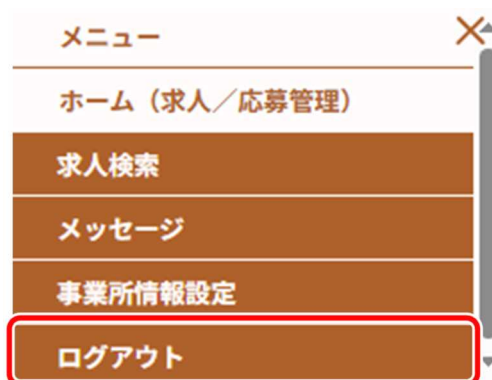 メニュー
ホーム（求人／応募管理）
求人検索
メッセージ
事業所情報設定
ログアウト